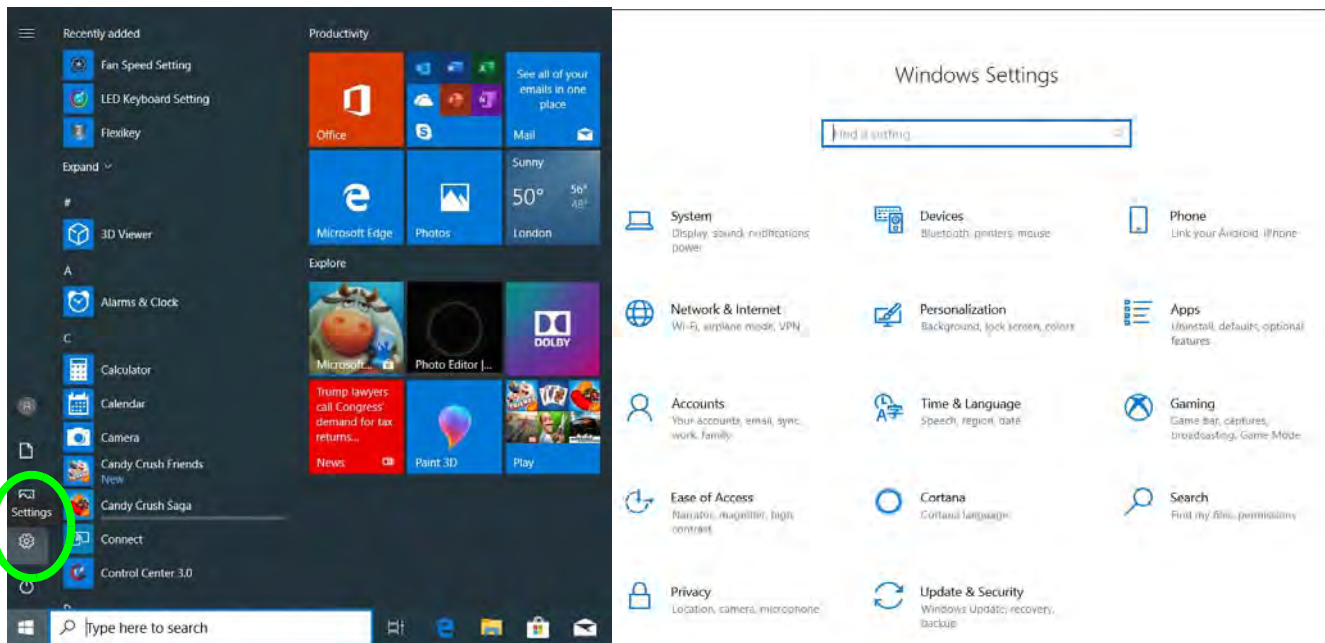 Recently added
Fan Speed Setting
LED Keyboard Setting
Flexikey
Expand
#
3D Viewer
A
Alarms & Clock
C
Calculator
Calendar
Camera
Candy Crush Friends
New
Settings
Candy Crush Saga
Connect
Control Center 3.0
Type here to search
Productivity
Office
See all of your
emails in one
place
Mail
Microsoft Edge
Photos
Sunny
50°
56°
48°
London
Explore
Microsoft...
Photo Editor |...
DOLBY
Trump lawyers
call Congress'
demand for tax
returns...
News
Paint 3D
Play
Windows Settings
Find a setting
System
Display, sound, notifications,
power
Devices
Bluetooth, printers, mouse
Phone
Link your Android, iPhone
Network & Internet
Wi-Fi, airplane mode, VPN
Personalization
Background, lock screen, colors
Apps
Uninstall, defaults, optional
features
Accounts
Your accounts, email, sync,
work, family
Time & Language
Speech, region, date
Gaming
Game bar, captures,
broadcasting, Game Mode
Ease of Access
Narrator, magnifier, high
contrast
Cortana
Cortana language
Search
Find my files, permissions
Privacy
Location, camera, microphone
Update & Security
Windows Update, recovery,
backup